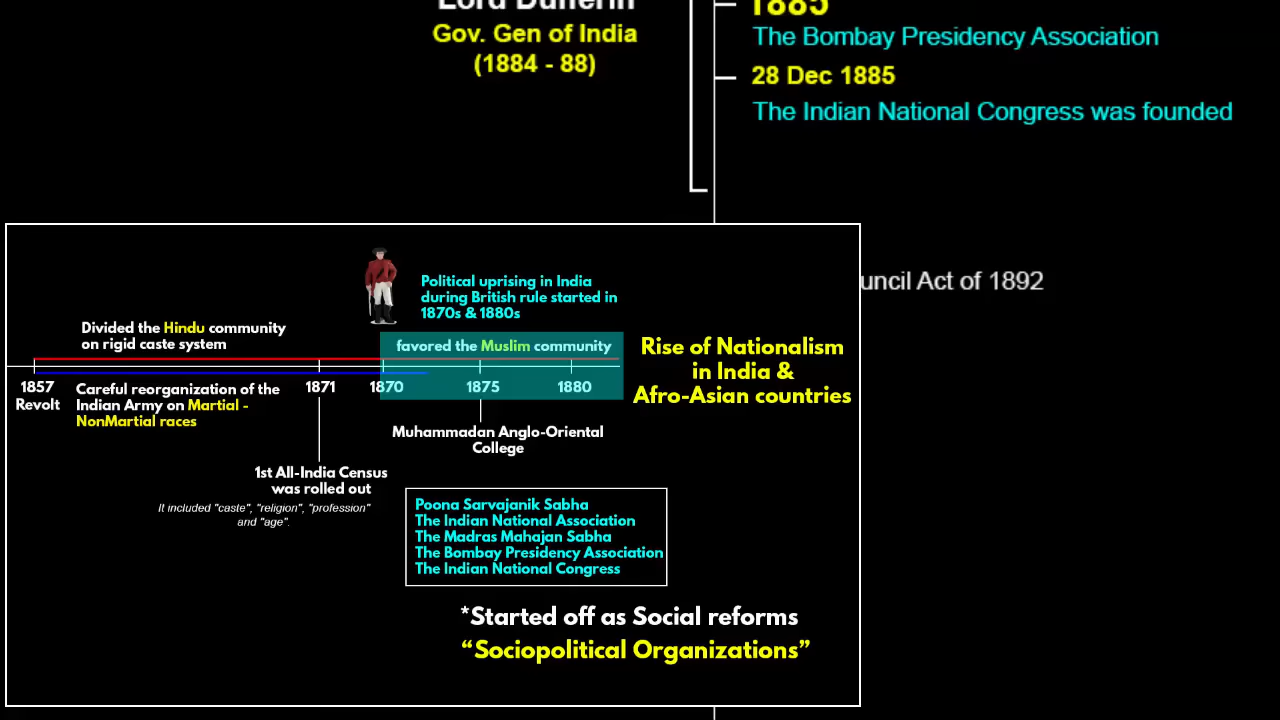 Lord Dufferin
Gov. Gen of India
(1884 - 88)
1885
The Bombay Presidency Association
28 Dec 1885
The Indian National Congress was founded
uncil Act of 1892
Political uprising in India
during British rule started in
1870s & 1880s
Divided the Hindu community
on rigid caste system
favored the Muslim community
Rise of Nationalism
in India &
Afro-Asian countries
1857
Revolt
Careful reorganization of the
Indian Army on Martial -
NonMartial races
1871
1870
1875
1880
Muhammadan Anglo-Oriental
College
1st All-India Census
was rolled out
It included "caste", "religion", "profession"
and "age".
Poona Sarvajanik Sabha
The Indian National Association
The Madras Mahajan Sabha
The Bombay Presidency Association
The Indian National Congress
*Started off as Social reforms
“Sociopolitical Organizations”